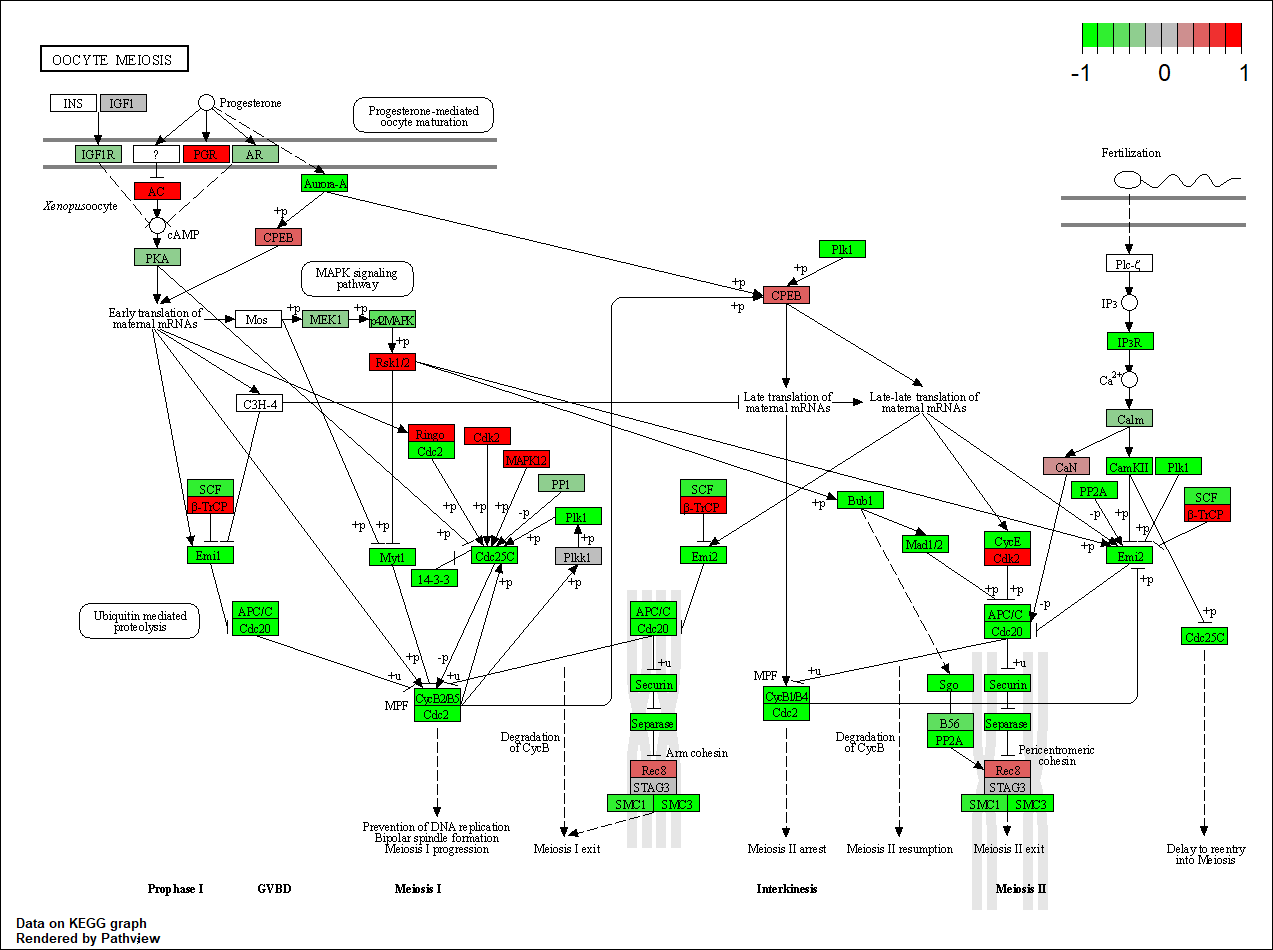 OOCYTE MEIOSIS
-1 0 1
INS IGF1
Progesterone
Progesterone-mediated
oocyte maturation
IGF1R ? PGR AR
Fertilization
Aurora-A
AC
Xenopus oocyte
cAMP
+p
CPEB
PKA
Plk1
Plc-ζ
+p
MAPK signaling
pathway
+p
CPEB
+p
IP3
Early translation of
maternal mRNAs
Mos
+p
MEK1
+p
p42MAPK
+p
Rsk1/2
IP3R
Ca2+
C3H-4
Late translation of
maternal mRNAs
Late-late translation of
maternal mRNAs
Calm
Ringo
Cdc2
Cdk2
MAPK12
PP1
CaN CamKII Plk1
SCF
β-TrCP
SCF
β-TrCP
PP2A
SCF
β-TrCP
+p +p +p -p
Plk1
+p Bub1
-p +p
+p +p +p +p +p
Mad1/2
CycE
Cdk2
+p +p
Emi1
Myt1
Cdc25C
Plkk1
Emi2
Emi2
14-3-3
+p +p
+p +p +p
Ubiquitin mediated
proteolysis
APC/C
Cdc20
APC/C
Cdc20
APC/C
Cdc20
-p
+p
Cdc25C
+p -p
+u +u
+u
+u
+u
MPF
CycB2/B5
Cdc2
Securin
MPF
CycB1/B4
Cdc2
Sgo
Securin
Separase
B56
PP2A
Separase
Degradation
of CycB
Arm cohesin
Degradation
of CycB
Pericentromeric
cohesin
Rec8
STAG3
SMC1 SMC3
Rec8
STAG3
SMC1 SMC3
Prevention of DNA replication
Bipolar spindle formation
Meiosis I progression
Meiosis I exit
Meiosis II arrest
Meiosis II resumption
Meiosis II exit
Delay to reentry
into Meiosis
Prophase I GVBD Meiosis I Interkinesis Meiosis II
Data on KEGG graph
Rendered by Pathview